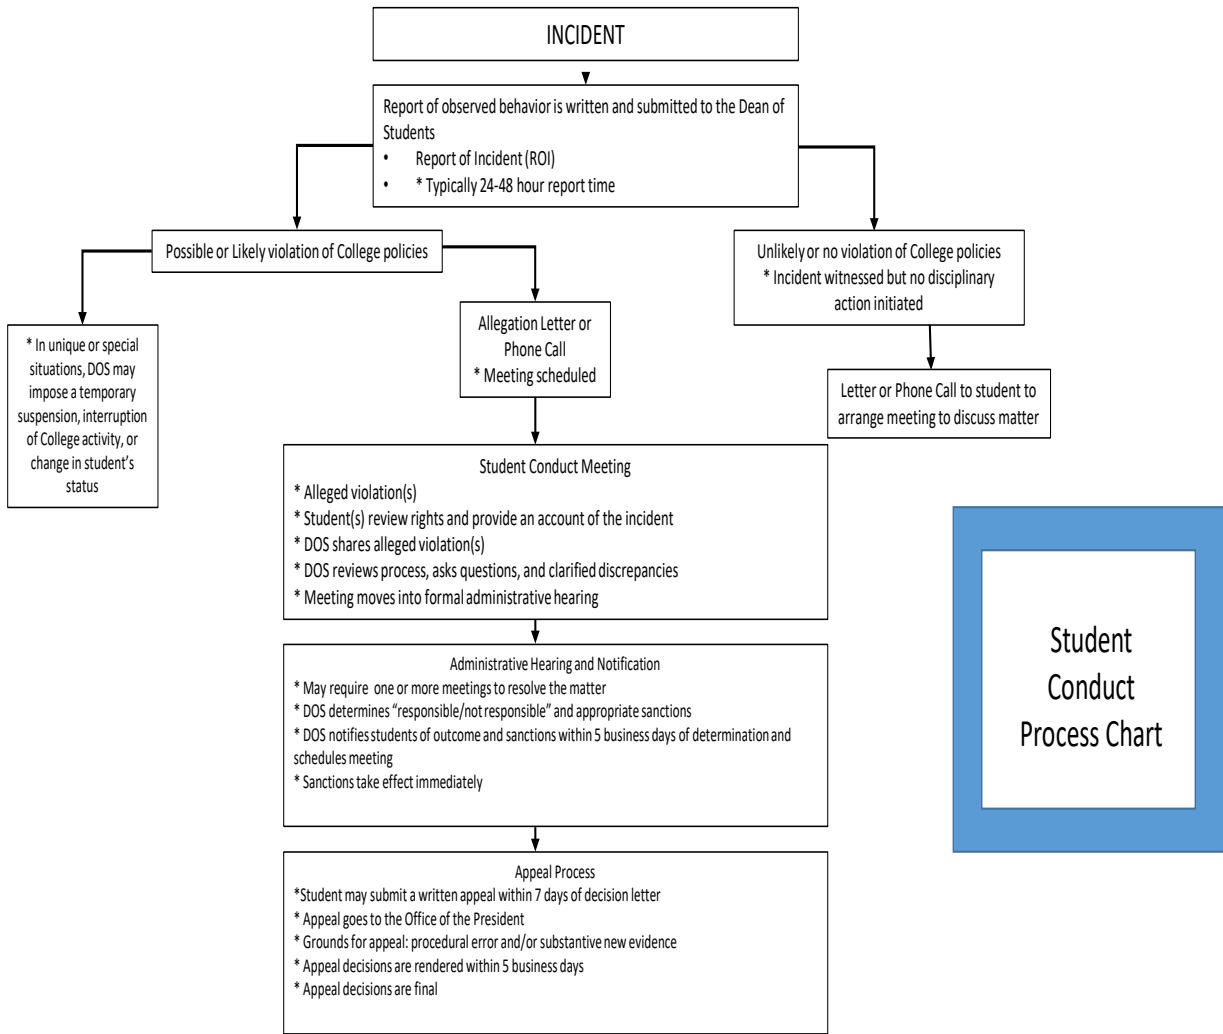 INCIDENT
Report of observed behavior is written and submitted to the Dean of
Students
• Report of Incident (ROI)
• * Typically 24-48 hour report time
Possible or Likely violation of College policies
Unlikely or no violation of College policies
* Incident witnessed but no disciplinary
action initiated
* In unique or special
situations, DOS may
impose a temporary
suspension, interruption
of College activity, or
change in student's
status
Allegation Letter or
Phone Call
* Meeting scheduled
Letter or Phone Call to student to
arrange meeting to discuss matter
Student Conduct Meeting
* Alleged violation(s)
* Student(s) review rights and provide an account of the incident
* DOS shares alleged violation(s)
* DOS reviews process, asks questions, and clarified discrepancies
* Meeting moves into formal administrative hearing
Administrative Hearing and Notification
* May require one or more meetings to resolve the matter
* DOS determines “responsible/not responsible” and appropriate sanctions
* DOS notifies students of outcome and sanctions within 5 business days of determination and
schedules meeting
* Sanctions take effect immediately
Appeal Process
*Student may submit a written appeal within 7 days of decision letter
* Appeal goes to the Office of the President
* Grounds for appeal: procedural error and/or substantive new evidence
* Appeal decisions are rendered within 5 business days
* Appeal decisions are final
Student
Conduct
Process Chart